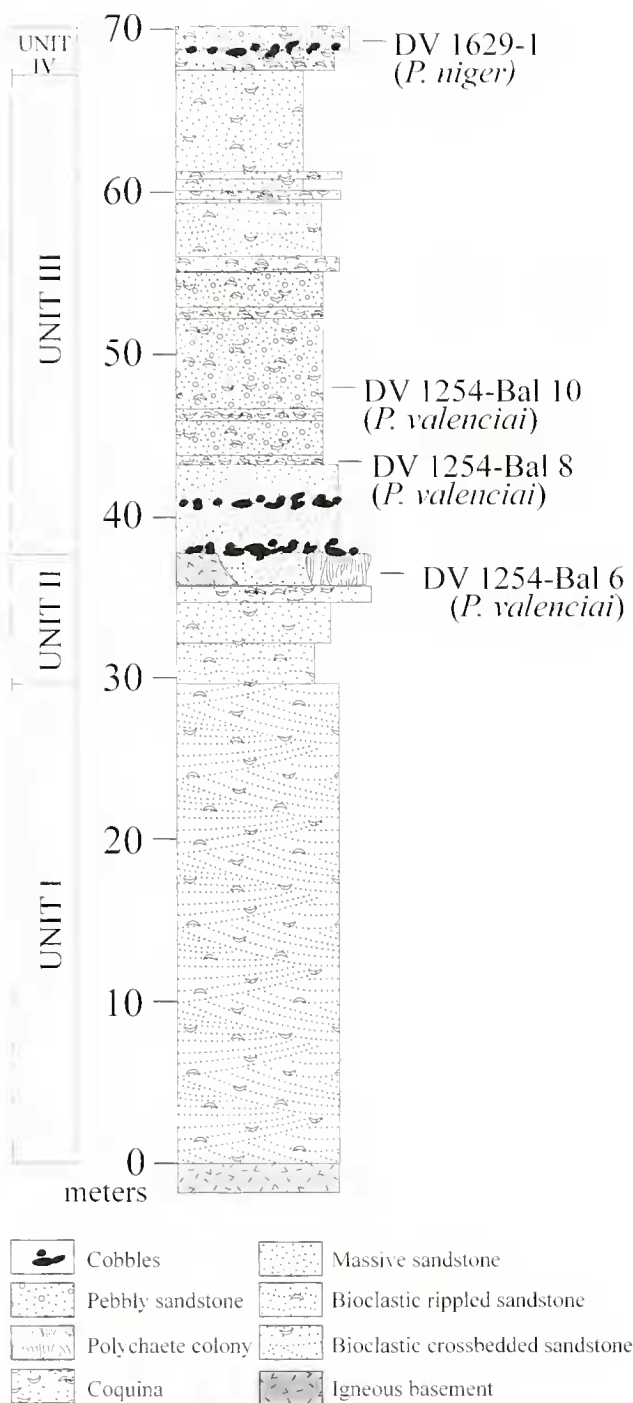 UNIT
IV
UNIT III
UNIT II
UNIT I
70
60
50
40
30
20
10
0
meters
DV 1629-1
(P. niger)
DV 1254-Bal 10
(P. valenciai)
DV 1254-Bal 8
(P. valenciai)
DV 1254-Bal 6
(P. valenciai)
Cobbles
Pebbly sandstone
Polychaete colony
Coquina
Massive sandstone
Bioclastic rippled sandstone
Bioclastic crossbedded sandstone
Igneous basement